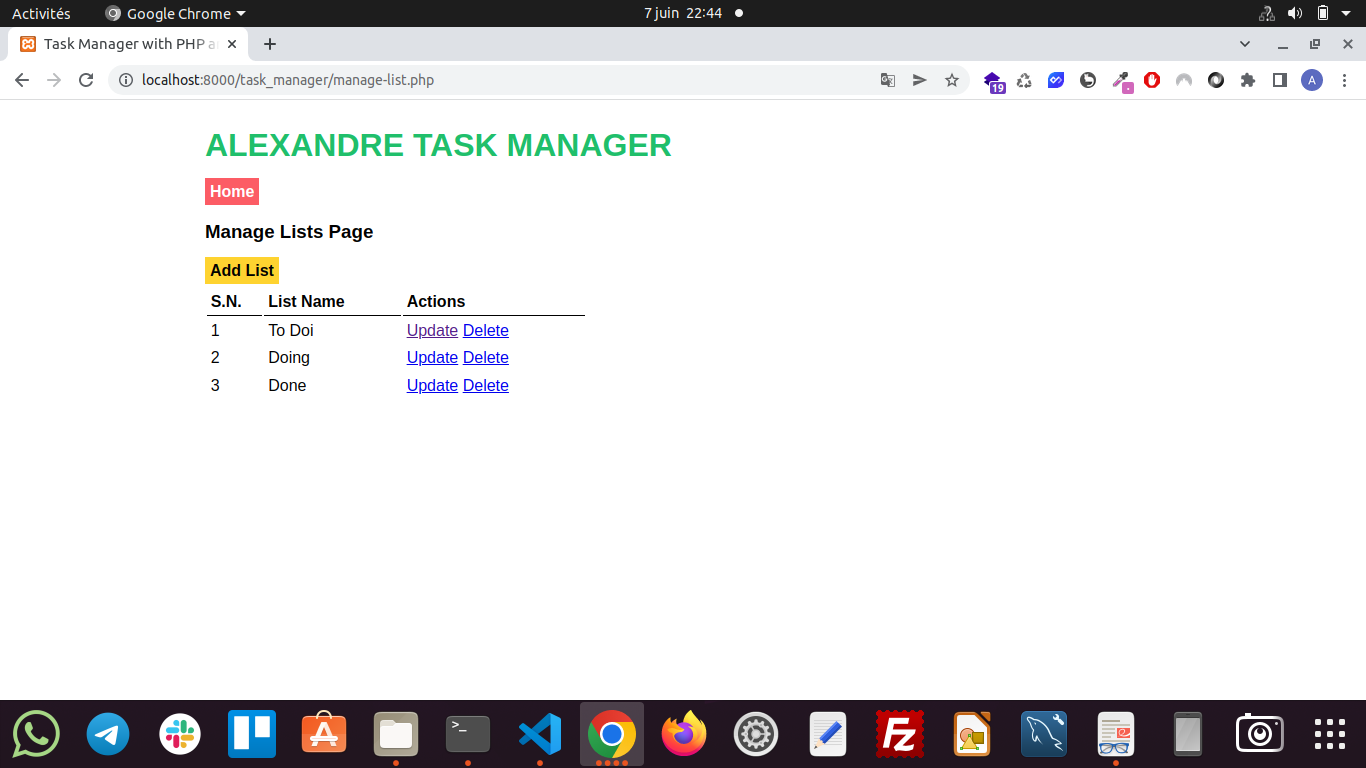 Activités Google Chrome 7 juin 22:44
Task Manager with PHP a
localhost:8000/task_manager/manage-list.php
19
A
ALEXANDRE TASK MANAGER
Home
Manage Lists Page
Add List
S.N. List Name Actions
1 To Doi Update Delete
2 Doing Update Delete
3 Done Update Delete
>_
Fz